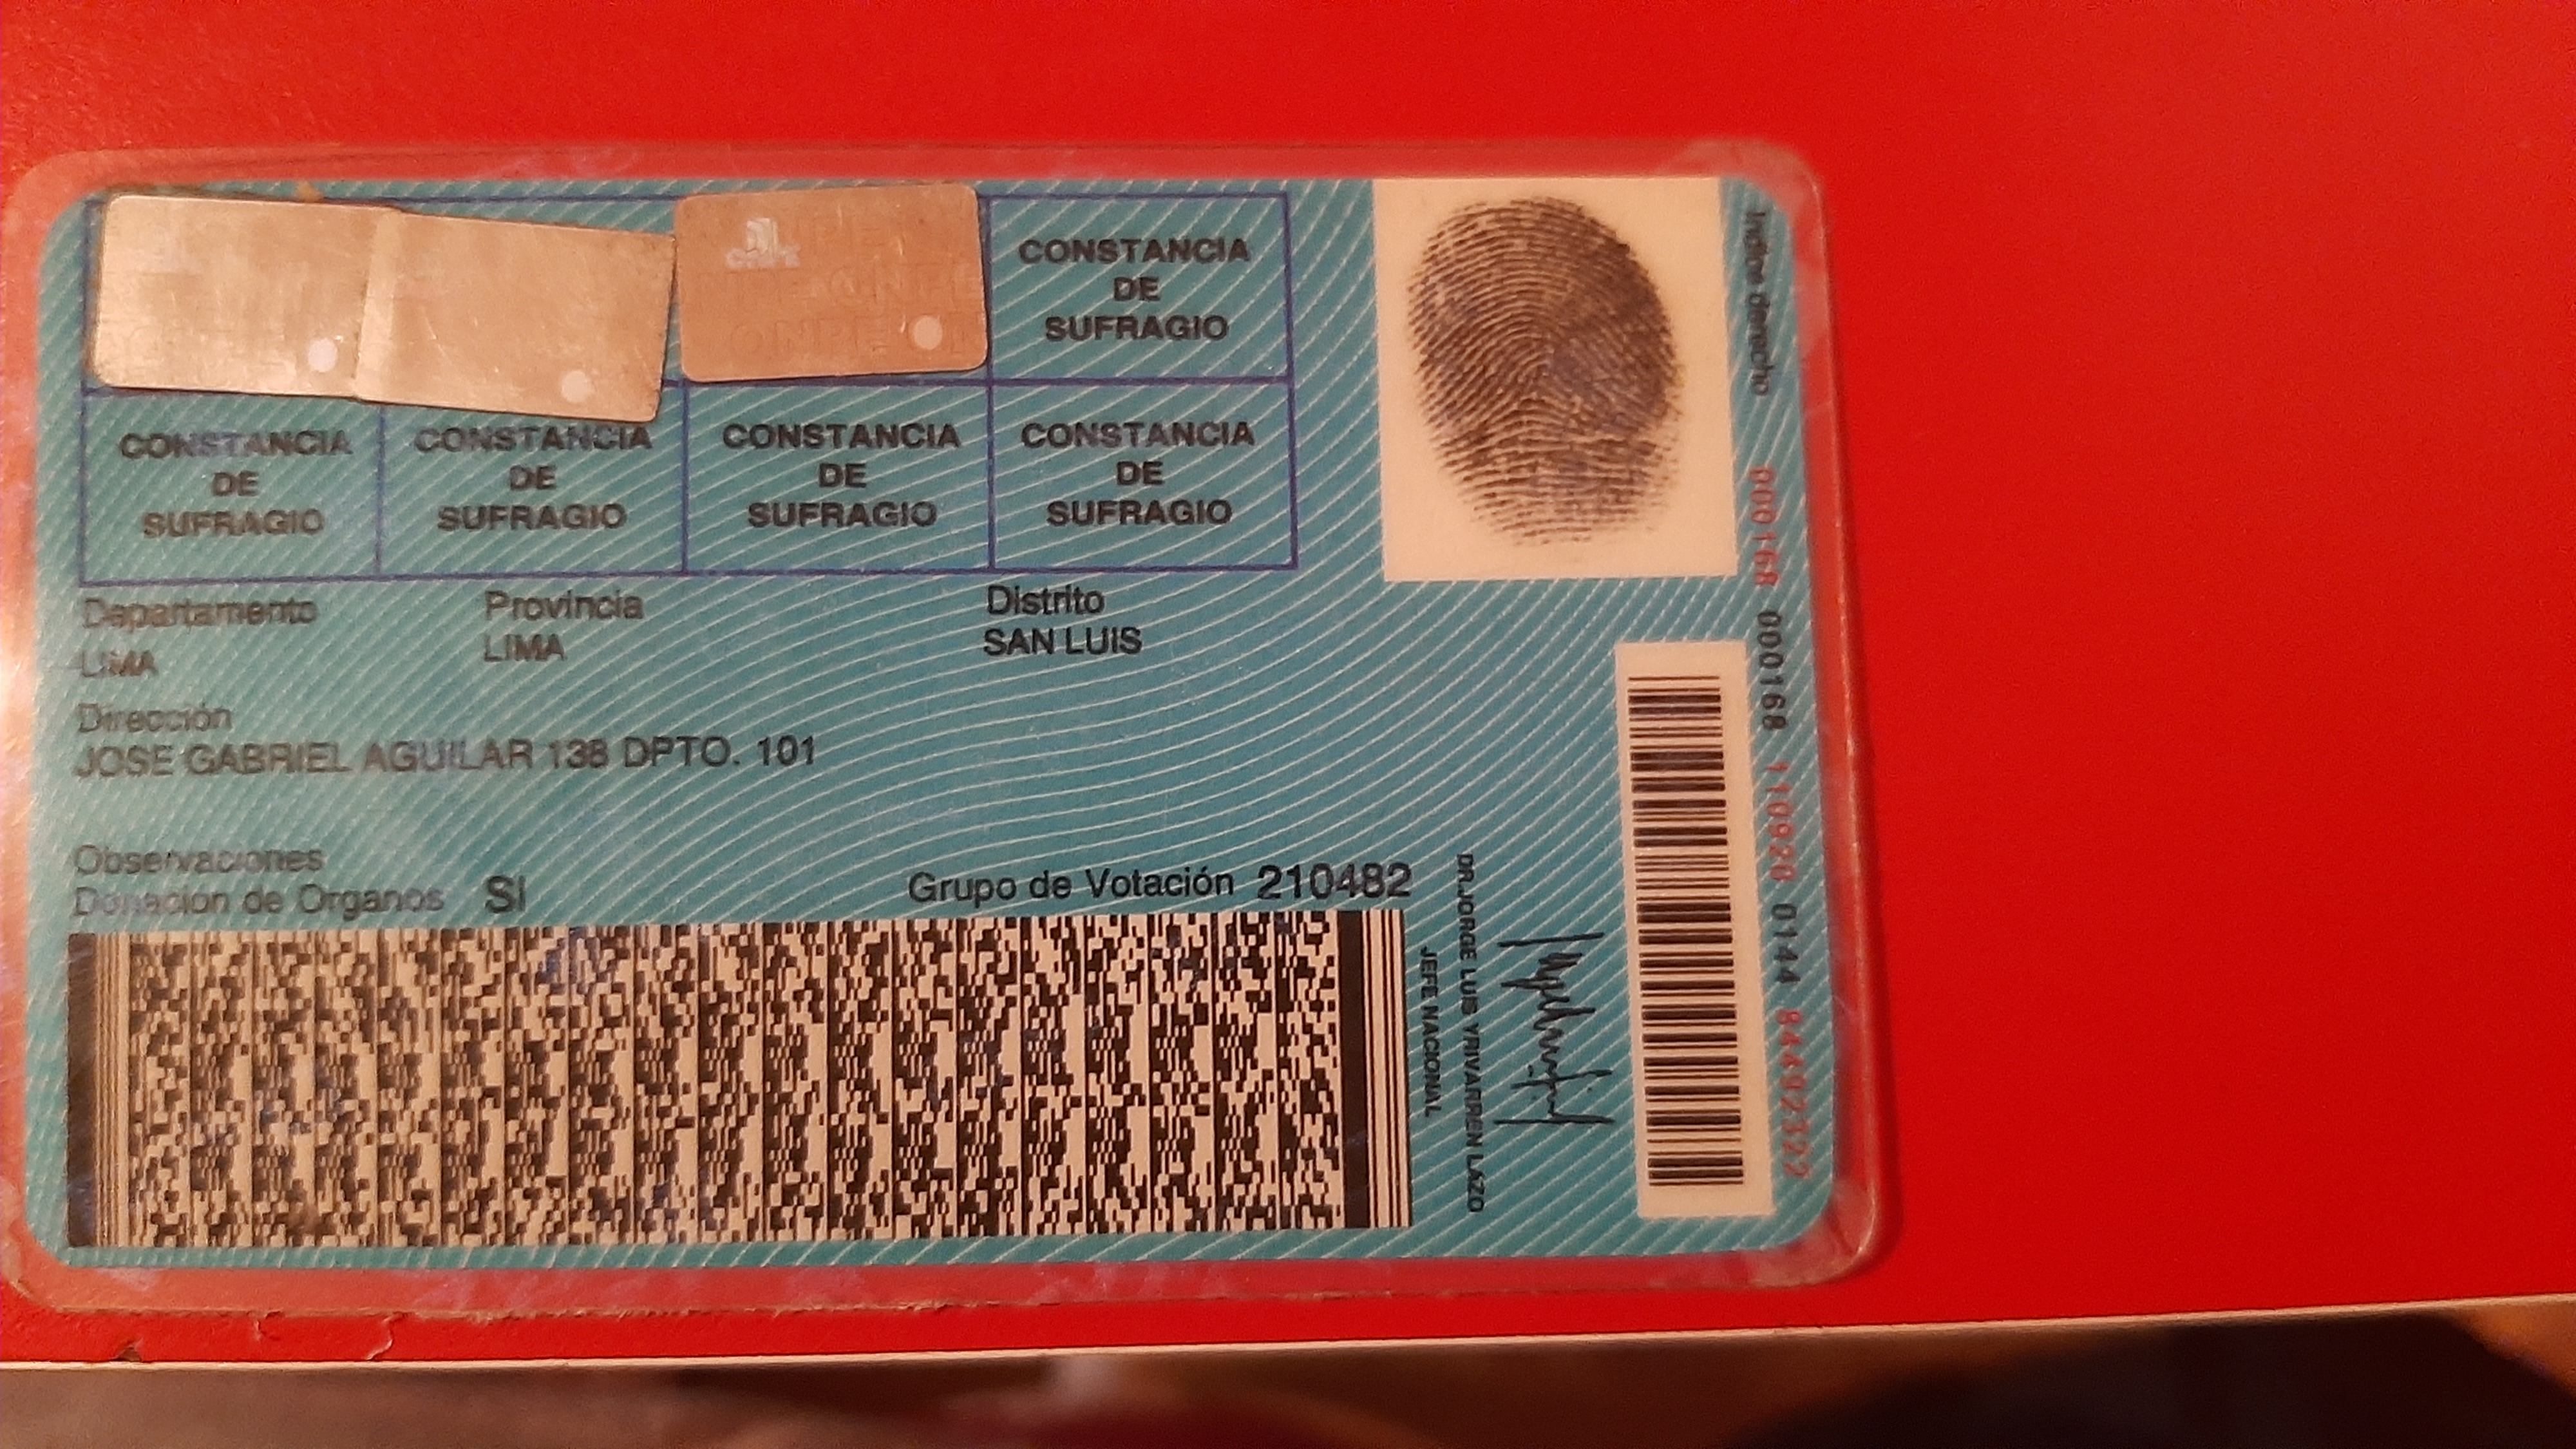 CONSTANCIA
DE
SUFRAGIO
CONSTANCIA
DE
SUFRAGIO
CONSTANCIA
DE
SUFRAGIO
CONSTANCIA
DE
SUFRAGIO
CONSTANCIA
DE
SUFRAGIO
Departamento Provincia Distrito
LIMA LIMA SAN LUIS
Dirección
JOSE GABRIEL AGUILAR 138 DPTO. 101
Observaciones
Donación de Organos SI
Grupo de Votación 210482
DR.JORGE LUIS YRIVARREN LAZO
JEFE NACIONAL
Indice derecho
000168 000168 110920 0144 84492322
ONPE